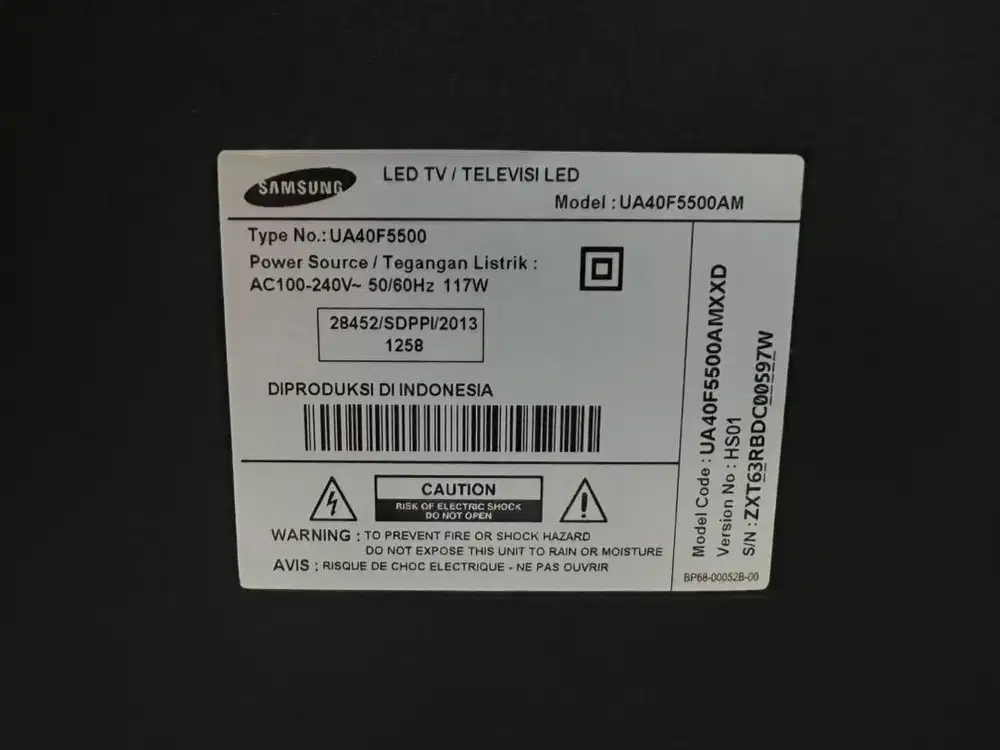 SAMSUNG
LED TV / TELEVISI LED
Model : UA40F5500AM
Type No.: UA40F5500
Power Source / Tegangan Listrik :
AC100-240V~ 50/60Hz 117W
28452/SDPPI/2013
1258
DIPRODUKSI DI INDONESIA
CAUTION
RISK OF ELECTRIC SHOCK
DO NOT OPEN
WARNING : TO PREVENT FIRE OR SHOCK HAZARD
DO NOT EXPOSE THIS UNIT TO RAIN OR MOISTURE
AVIS : RISQUE DE CHOC ELECTRIQUE - NE PAS OUVRIR
Model Code : UA40F5500AMXXD
Version No : HS01
S/N : ZXT63RBDC00597W
BP68-00052B-00